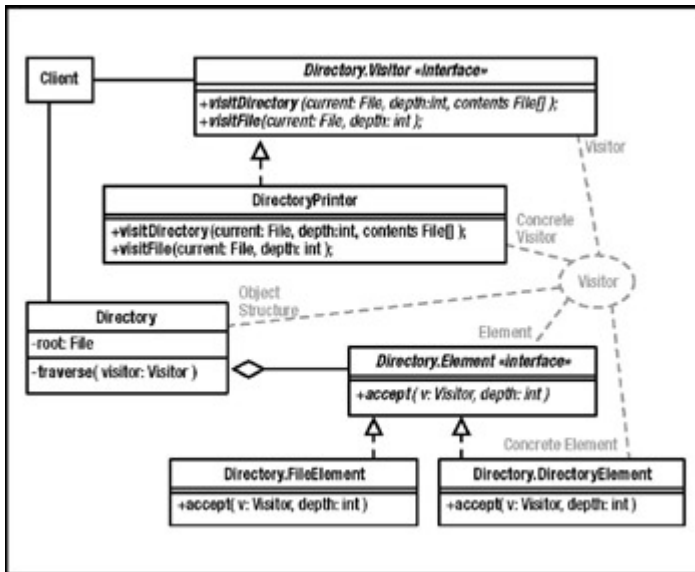 Client
Directory.Visitor «interface»
+visitDirectory (current: File, depth:int, contents File[] );
+visitFile(current: File, depth: int );
Visitor
DirectoryPrinter
+visitDirectory(current: File, depth:int, contents File[] );
+visitFile(current: File, depth: int );
Concrete
Visitor
Visitor
Object
Structure
Directory
-root: File
-traverse( visitor: Visitor )
Element
Directory.Element «interface»
+accept( v: Visitor, depth: int )
Concrete Element
Directory.FileElement
+accept( v: Visitor, depth: int )
Directory.DirectoryElement
+accept( v: Visitor, depth: int )